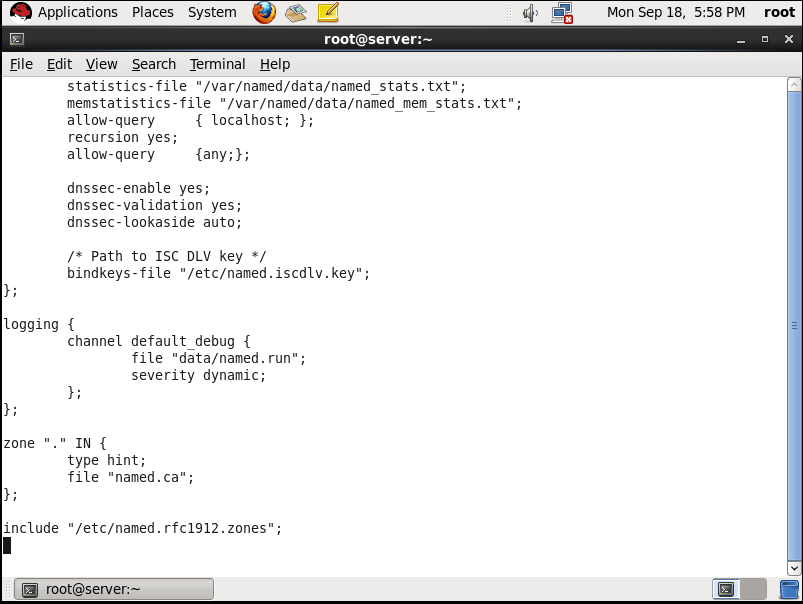 Applications Places System Mon Sep 18, 5:58 PM root
root@server:~
File Edit View Search Terminal Help
        statistics-file "/var/named/data/named_stats.txt";
        memstatistics-file "/var/named/data/named_mem_stats.txt";
        allow-query     { localhost; };
        recursion yes;
        allow-query     {any;};
        dnssec-enable yes;
        dnssec-validation yes;
        dnssec-lookaside auto;
        /* Path to ISC DLV key */
        bindkeys-file "/etc/named.iscdlv.key";
};
logging {
        channel default_debug {
                file "data/named.run";
                severity dynamic;
        };
};
zone "." IN {
        type hint;
        file "named.ca";
};
include "/etc/named.rfc1912.zones";
root@server:~